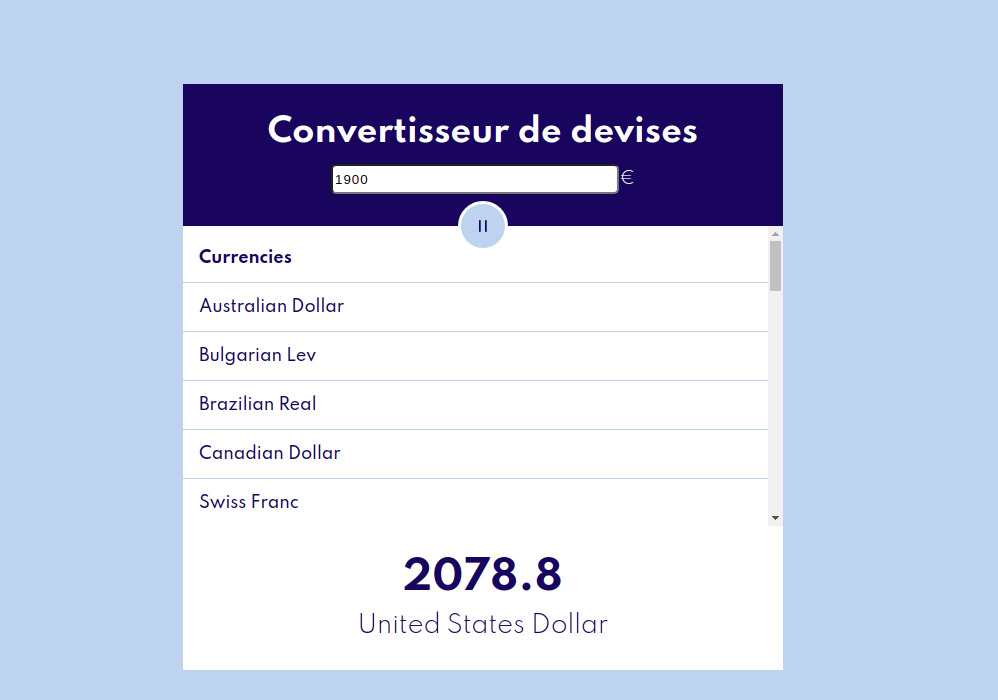 Convertisseur de devises
1900 €
=
Currencies
Australian Dollar
Bulgarian Lev
Brazilian Real
Canadian Dollar
Swiss Franc
2078.8
United States Dollar